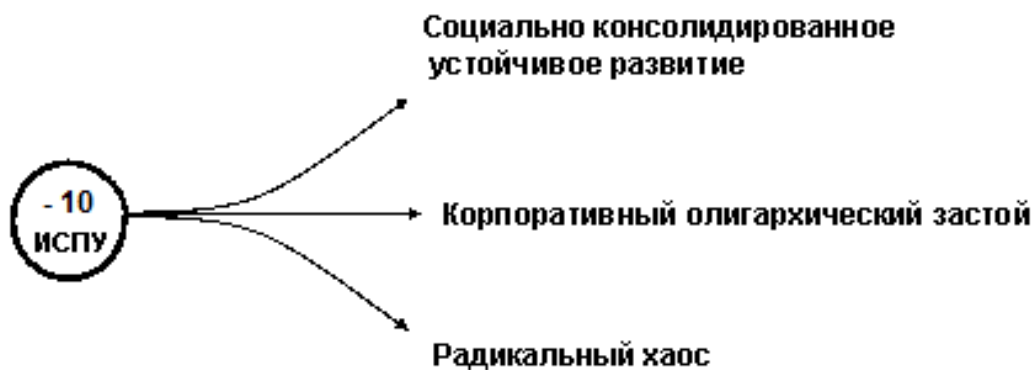 Социально консолидированное
устойчивое развитие
- 10
ИСПУ
Корпоративный олигархический застой
Радикальный хаос